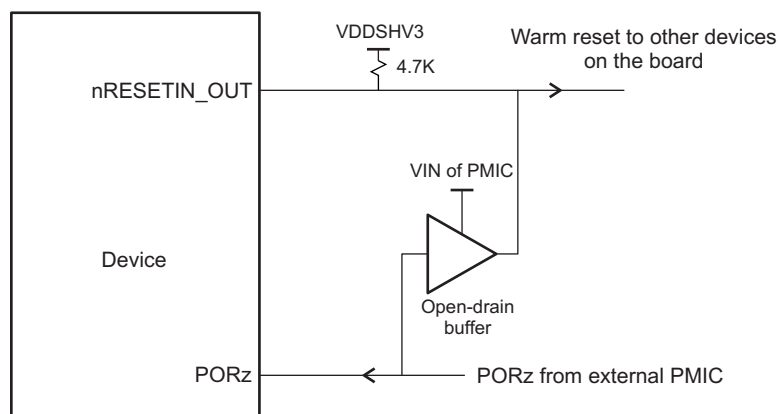 VDDSHV3
4.7K
Warm reset to other devices
on the board
nRESETIN_OUT
VIN of PMIC
Device
Open-drain
buffer
PORz
PORz from external PMIC